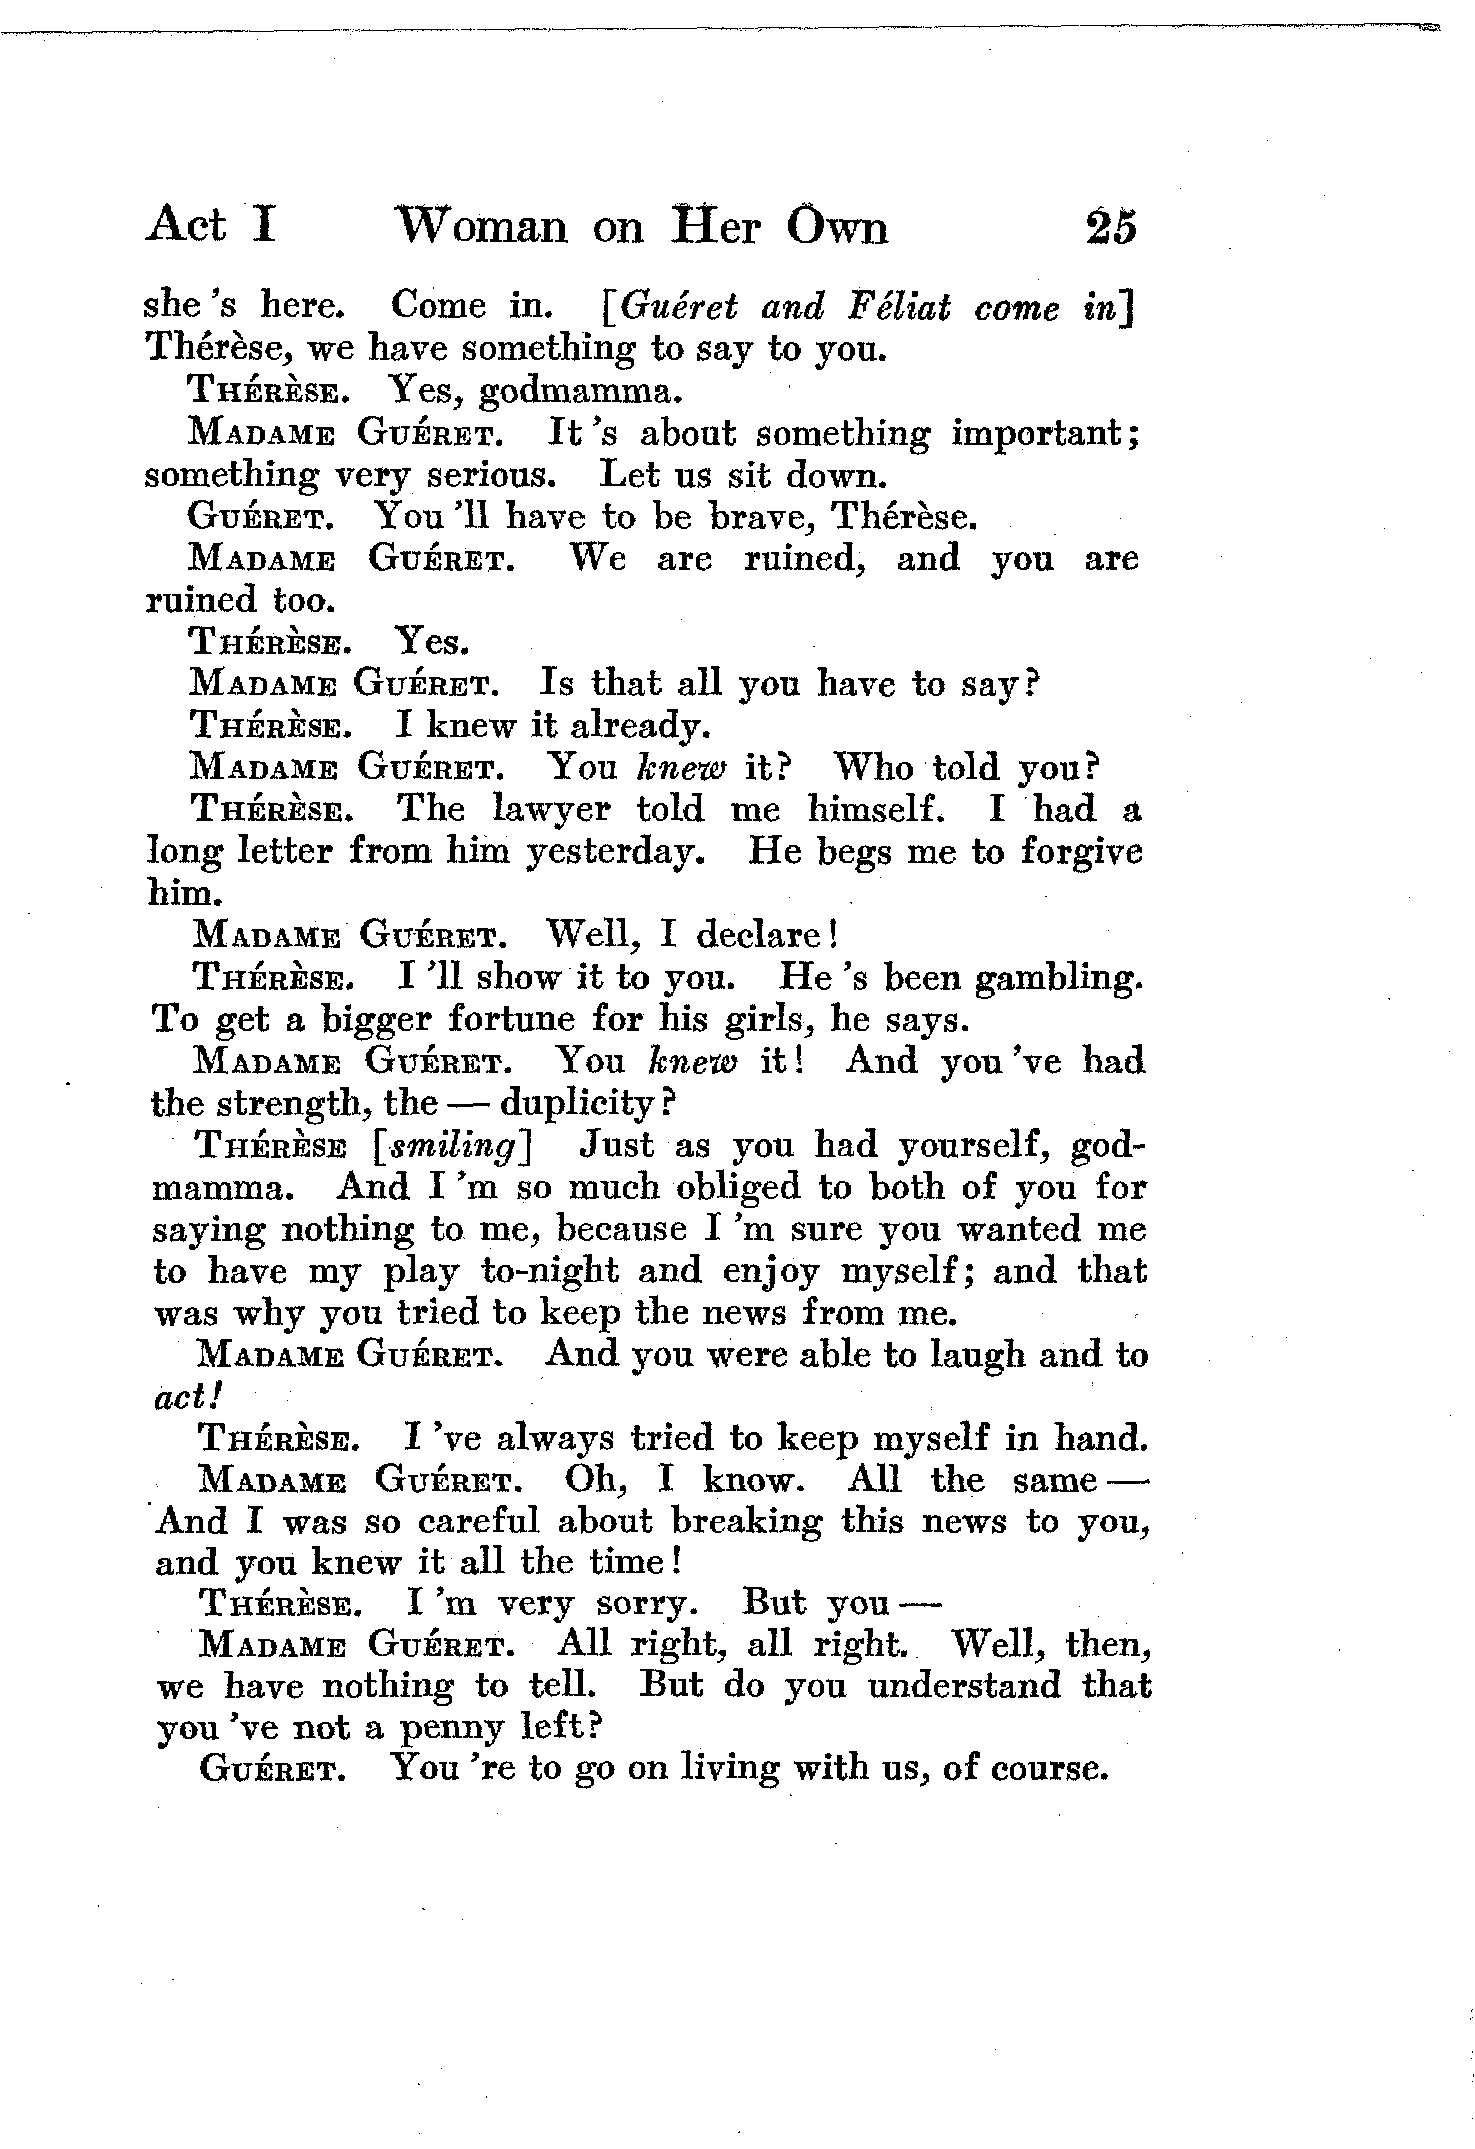 Act I Woman on Her Own 25
she 's here. Come in. [Guéret and Féliat come in]
Thérèse, we have something to say to you.
THÉRÈSE. Yes, godmamma.
MADAME GUÉRET. It 's about something important;
something very serious. Let us sit down.
GUÉRET. You 'll have to be brave, Thérèse.
MADAME GUÉRET. We are ruined, and you are
ruined too.
THÉRÈSE. Yes.
MADAME GUÉRET. Is that all you have to say?
THÉRÈSE. I knew it already.
MADAME GUÉRET. You knew it? Who told you?
THÉRÈSE. The lawyer told me himself. I had a
long letter from him yesterday. He begs me to forgive
him.
MADAME GUÉRET. Well, I declare!
THÉRÈSE. I 'll show it to you. He 's been gambling.
To get a bigger fortune for his girls, he says.
MADAME GUÉRET. You knew it! And you 've had
the strength, the — duplicity?
THÉRÈSE [smiling] Just as you had yourself, god-
mamma. And I 'm so much obliged to both of you for
saying nothing to me, because I 'm sure you wanted me
to have my play to-night and enjoy myself; and that
was why you tried to keep the news from me.
MADAME GUÉRET. And you were able to laugh and to
act!
THÉRÈSE. I 've always tried to keep myself in hand.
MADAME GUÉRET. Oh, I know. All the same —
And I was so careful about breaking this news to you,
and you knew it all the time!
THÉRÈSE. I 'm very sorry. But you —
MADAME GUÉRET. All right, all right. Well, then,
we have nothing to tell. But do you understand that
you 've not a penny left?
GUÉRET. You 're to go on living with us, of course.